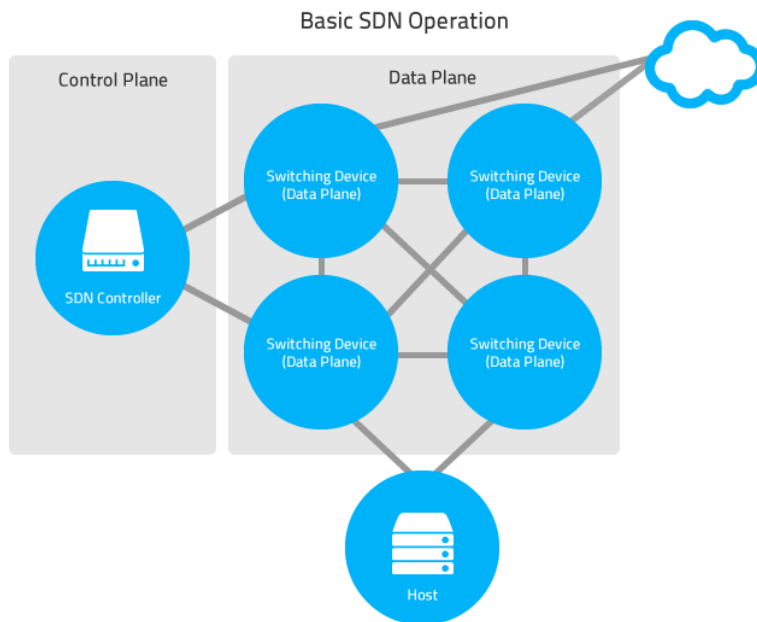 Basic SDN Operation
Control Plane
Data Plane
Switching Device
(Data Plane)
Switching Device
(Data Plane)
SDN Controller
Switching Device
(Data Plane)
Switching Device
(Data Plane)
Host